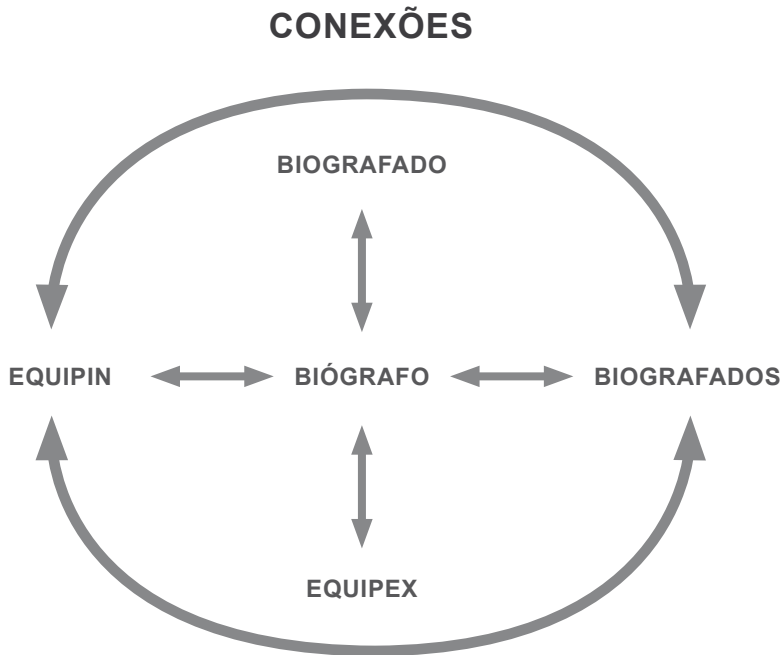 CONEXÕES
BIOGRAFADO
EQUIPIN
BIÓGRAFO
BIOGRAFADOS
EQUIPEX